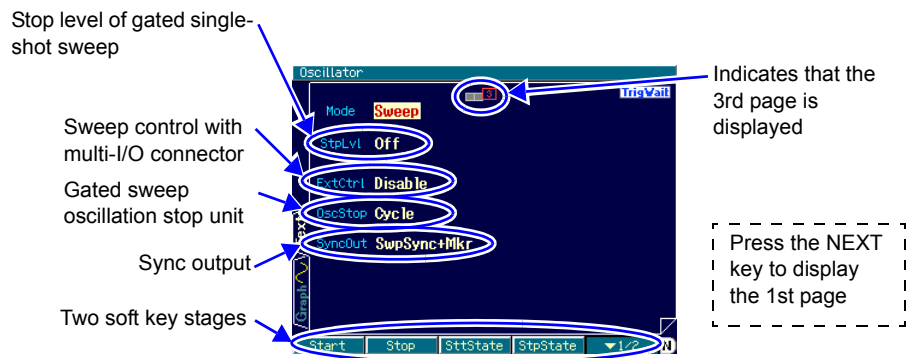 Stop level of gated single-
shot sweep
Sweep control with
multi-I/O connector
Gated sweep
oscillation stop unit
Sync output
Two soft key stages
Oscillator
3
TrigWait
Mode Sweep
StpLvl Off
ExtCtrl Disable
OscStop Cycle
SyncOut SwpSync+Mkr
Text
Graph
Start Stop SttState StpState ▼1/2 N
Indicates that the
3rd page is
displayed
Press the NEXT
key to display
the 1st page